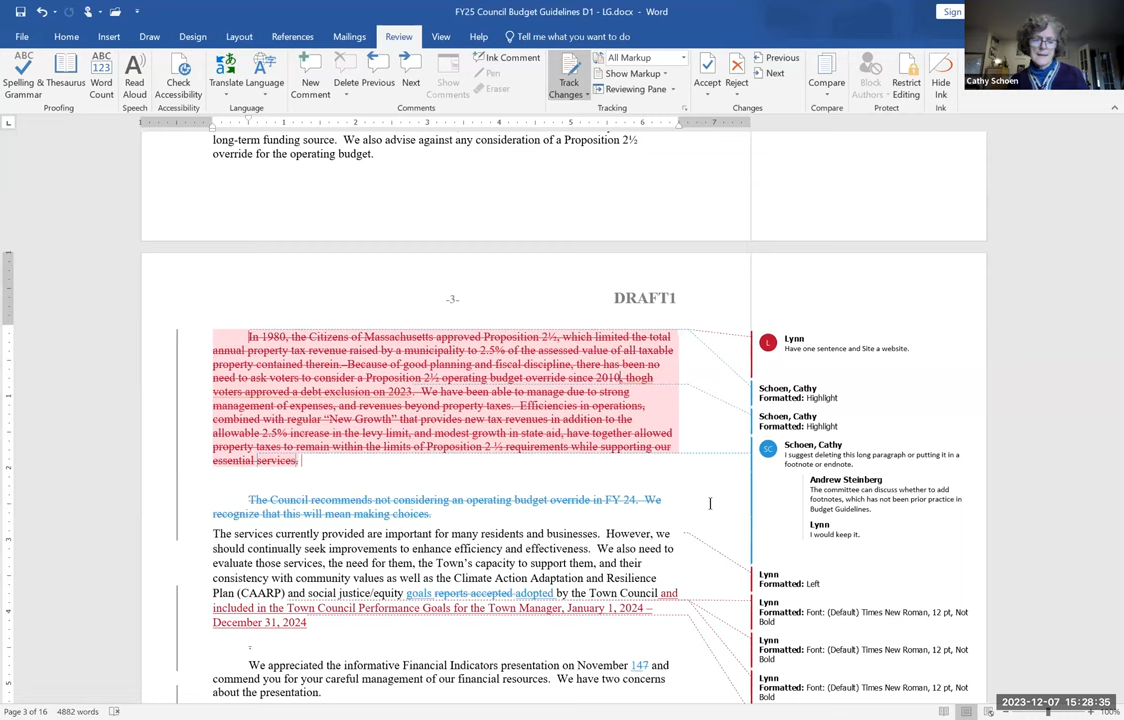 FY25 Council Budget Guidelines D1 - LG.docx - Word
Sign
File Home Insert Draw Design Layout References Mailings Review View Help Tell me what you want to do
Cathy Schoen
ABC Spelling & Grammar
Thesaurus
ABC 123 Word Count
Proofing
Read Aloud
Speech
Check Accessibility
Accessibility
Translate
Language
Language
New Comment
Delete
Previous
Next
Show Comments
Ink Comment
Pen
Eraser
Comments
Track Changes
All Markup
Show Markup
Reviewing Pane
Tracking
Accept
Reject
Previous
Next
Changes
Compare
Compare
Block Authors
Restrict Editing
Protect
Hide Ink
Ink
long-term funding source. We also advise against any consideration of a Proposition 2½
override for the operating budget.
-3-
DRAFT1
In 1980, the Citizens of Massachusetts approved Proposition 2½, which limited the total
annual property tax revenue raised by a municipality to 2.5% of the assessed value of all taxable
property contained therein. Because of good planning and fiscal discipline, there has been no
need to ask voters to consider a Proposition 2½ operating budget override since 2010, thogh
voters approved a debt exclusion on 2023. We have been able to manage due to strong
management of expenses, and revenues beyond property taxes. Efficiencies in operations,
combined with regular “New Growth” that provides new tax revenues in addition to the
allowable 2.5% increase in the levy limit, and modest growth in state aid, have together allowed
property taxes to remain within the limits of Proposition 2 ½ requirements while supporting our
essential services.
The Council recommends not considering an operating budget override in FY 24. We
recognize that this will mean making choices.
The services currently provided are important for many residents and businesses. However, we
should continually seek improvements to enhance efficiency and effectiveness. We also need to
evaluate those services, the need for them, the Town’s capacity to support them, and their
consistency with community values as well as the Climate Action Adaptation and Resilience
Plan (CAARP) and social justice/equity goals reports accepted adopted by the Town Council and
included in the Town Council Performance Goals for the Town Manager, January 1, 2024 –
December 31, 2024
.
We appreciated the informative Financial Indicators presentation on November 147 and
commend you for your careful management of our financial resources. We have two concerns
about the presentation.
L
Lynn
Have one sentence and Site a website.
Schoen, Cathy
Formatted: Highlight
Schoen, Cathy
Formatted: Highlight
SC
Schoen, Cathy
I suggest deleting this long paragraph or putting it in a
footnote or endnote.
Andrew Steinberg
The committee can discuss whether to add
footnotes, which has not been prior practice in
Budget Guidelines.
Lynn
I would keep it.
Lynn
Formatted: Left
Lynn
Formatted: Font: (Default) Times New Roman, 12 pt, Not
Bold
Lynn
Formatted: Font: (Default) Times New Roman, 12 pt, Not
Bold
Lynn
Formatted: Font: (Default) Times New Roman, 12 pt, Not
Bold
Page 3 of 16 4882 words
2023-12-07 15:28:35
100%